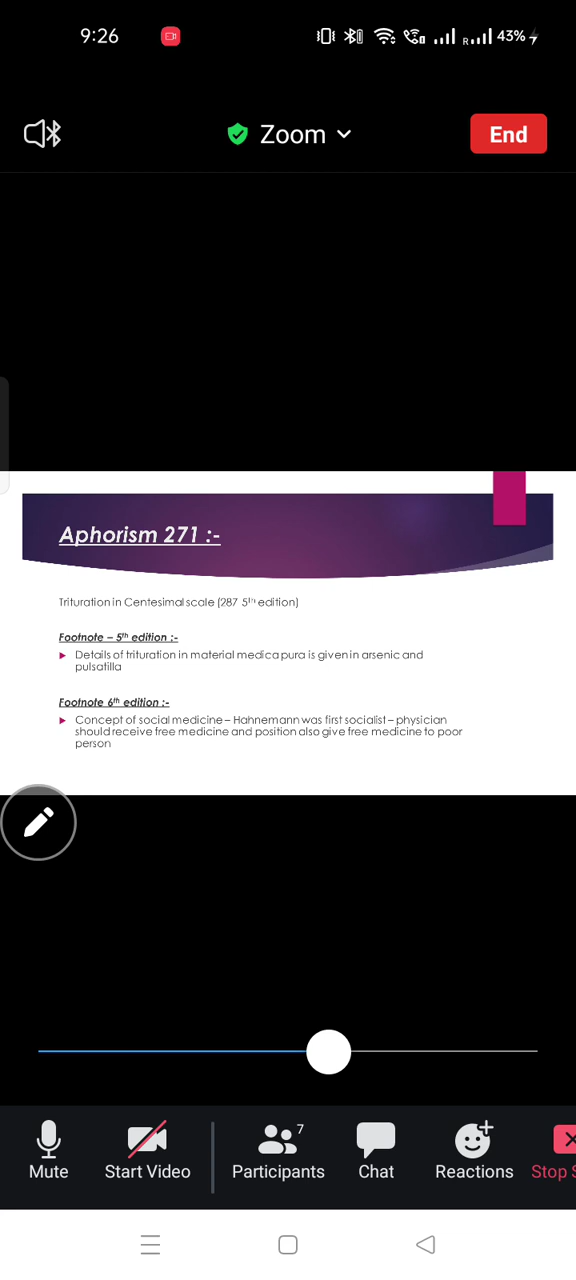 9:26
R
43%
Zoom
End
Aphorism 271 :-
Trituration in Centesimal scale (287 5th edition)
Footnote – 5th edition :-
Details of trituration in material medica pura is given in arsenic and
pulsatilla
Footnote 6th edition :-
Concept of social medicine – Hahnemann was first socialist – physician
should receive free medicine and position also give free medicine to poor
person
7
Mute
Start Video
Participants
Chat
Reactions
Stop S